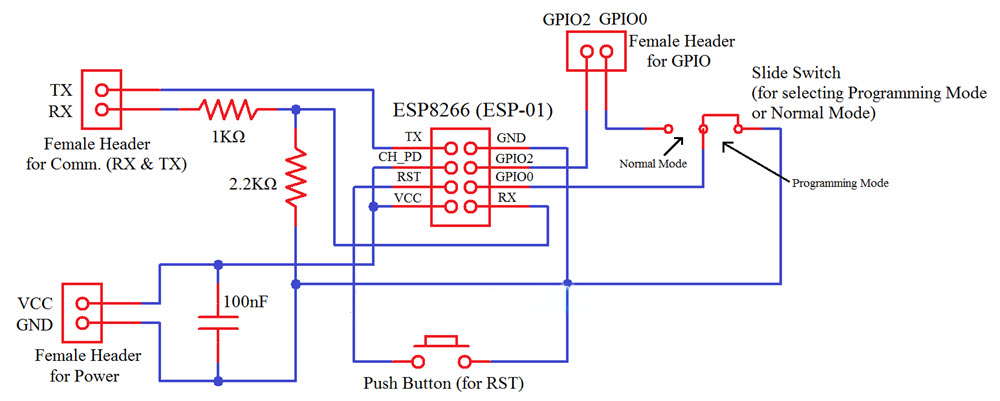 GPIO2 GPIO0
Female Header
for GPIO
Slide Switch
(for selecting Programming Mode
or Normal Mode)
Normal Mode
Programming Mode
TX
RX
Female Header
for Comm. (RX & TX)
1KΩ
2.2KΩ
ESP8266 (ESP-01)
TX
CH_PD
RST
VCC
GND
GPIO2
GPIO0
RX
VCC
GND
Female Header
for Power
100nF
Push Button (for RST)